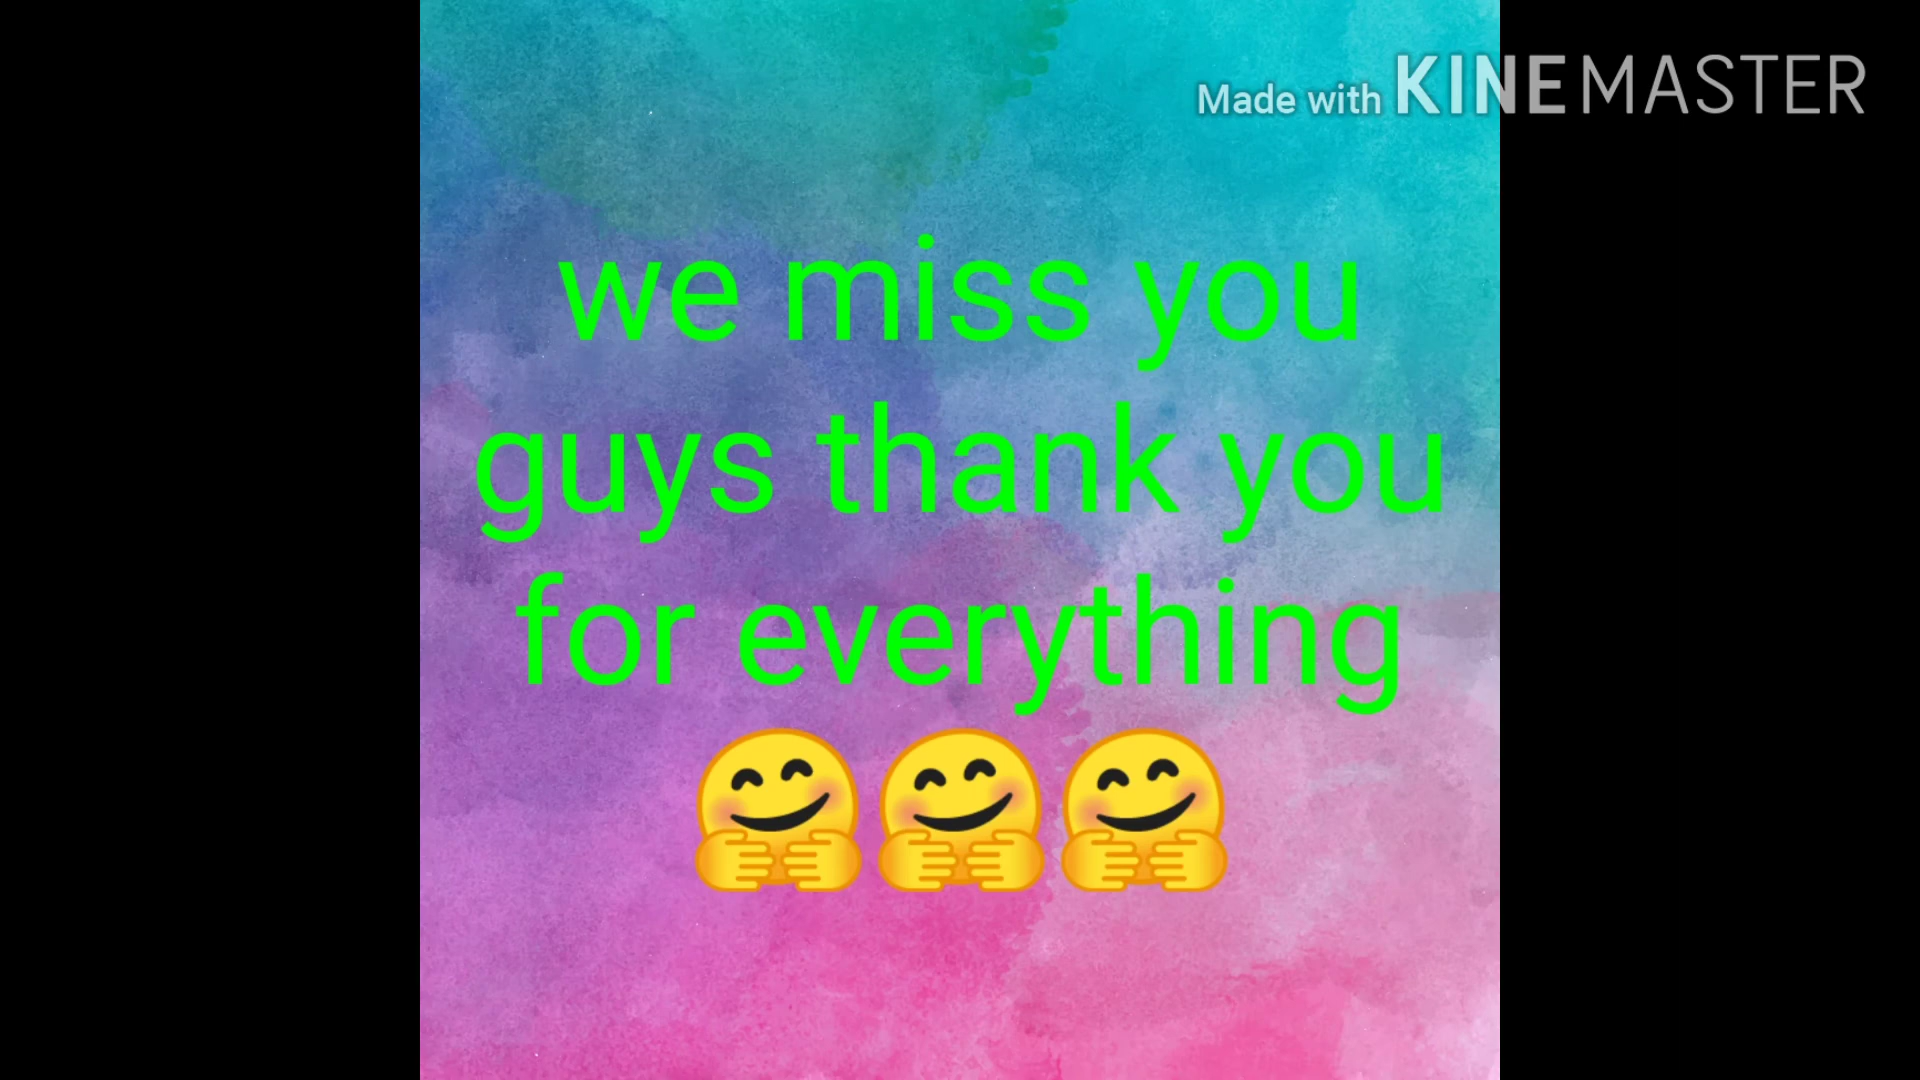 Made with KINEMASTER
we miss you
guys thank you
for everything
🤗🤗🤗